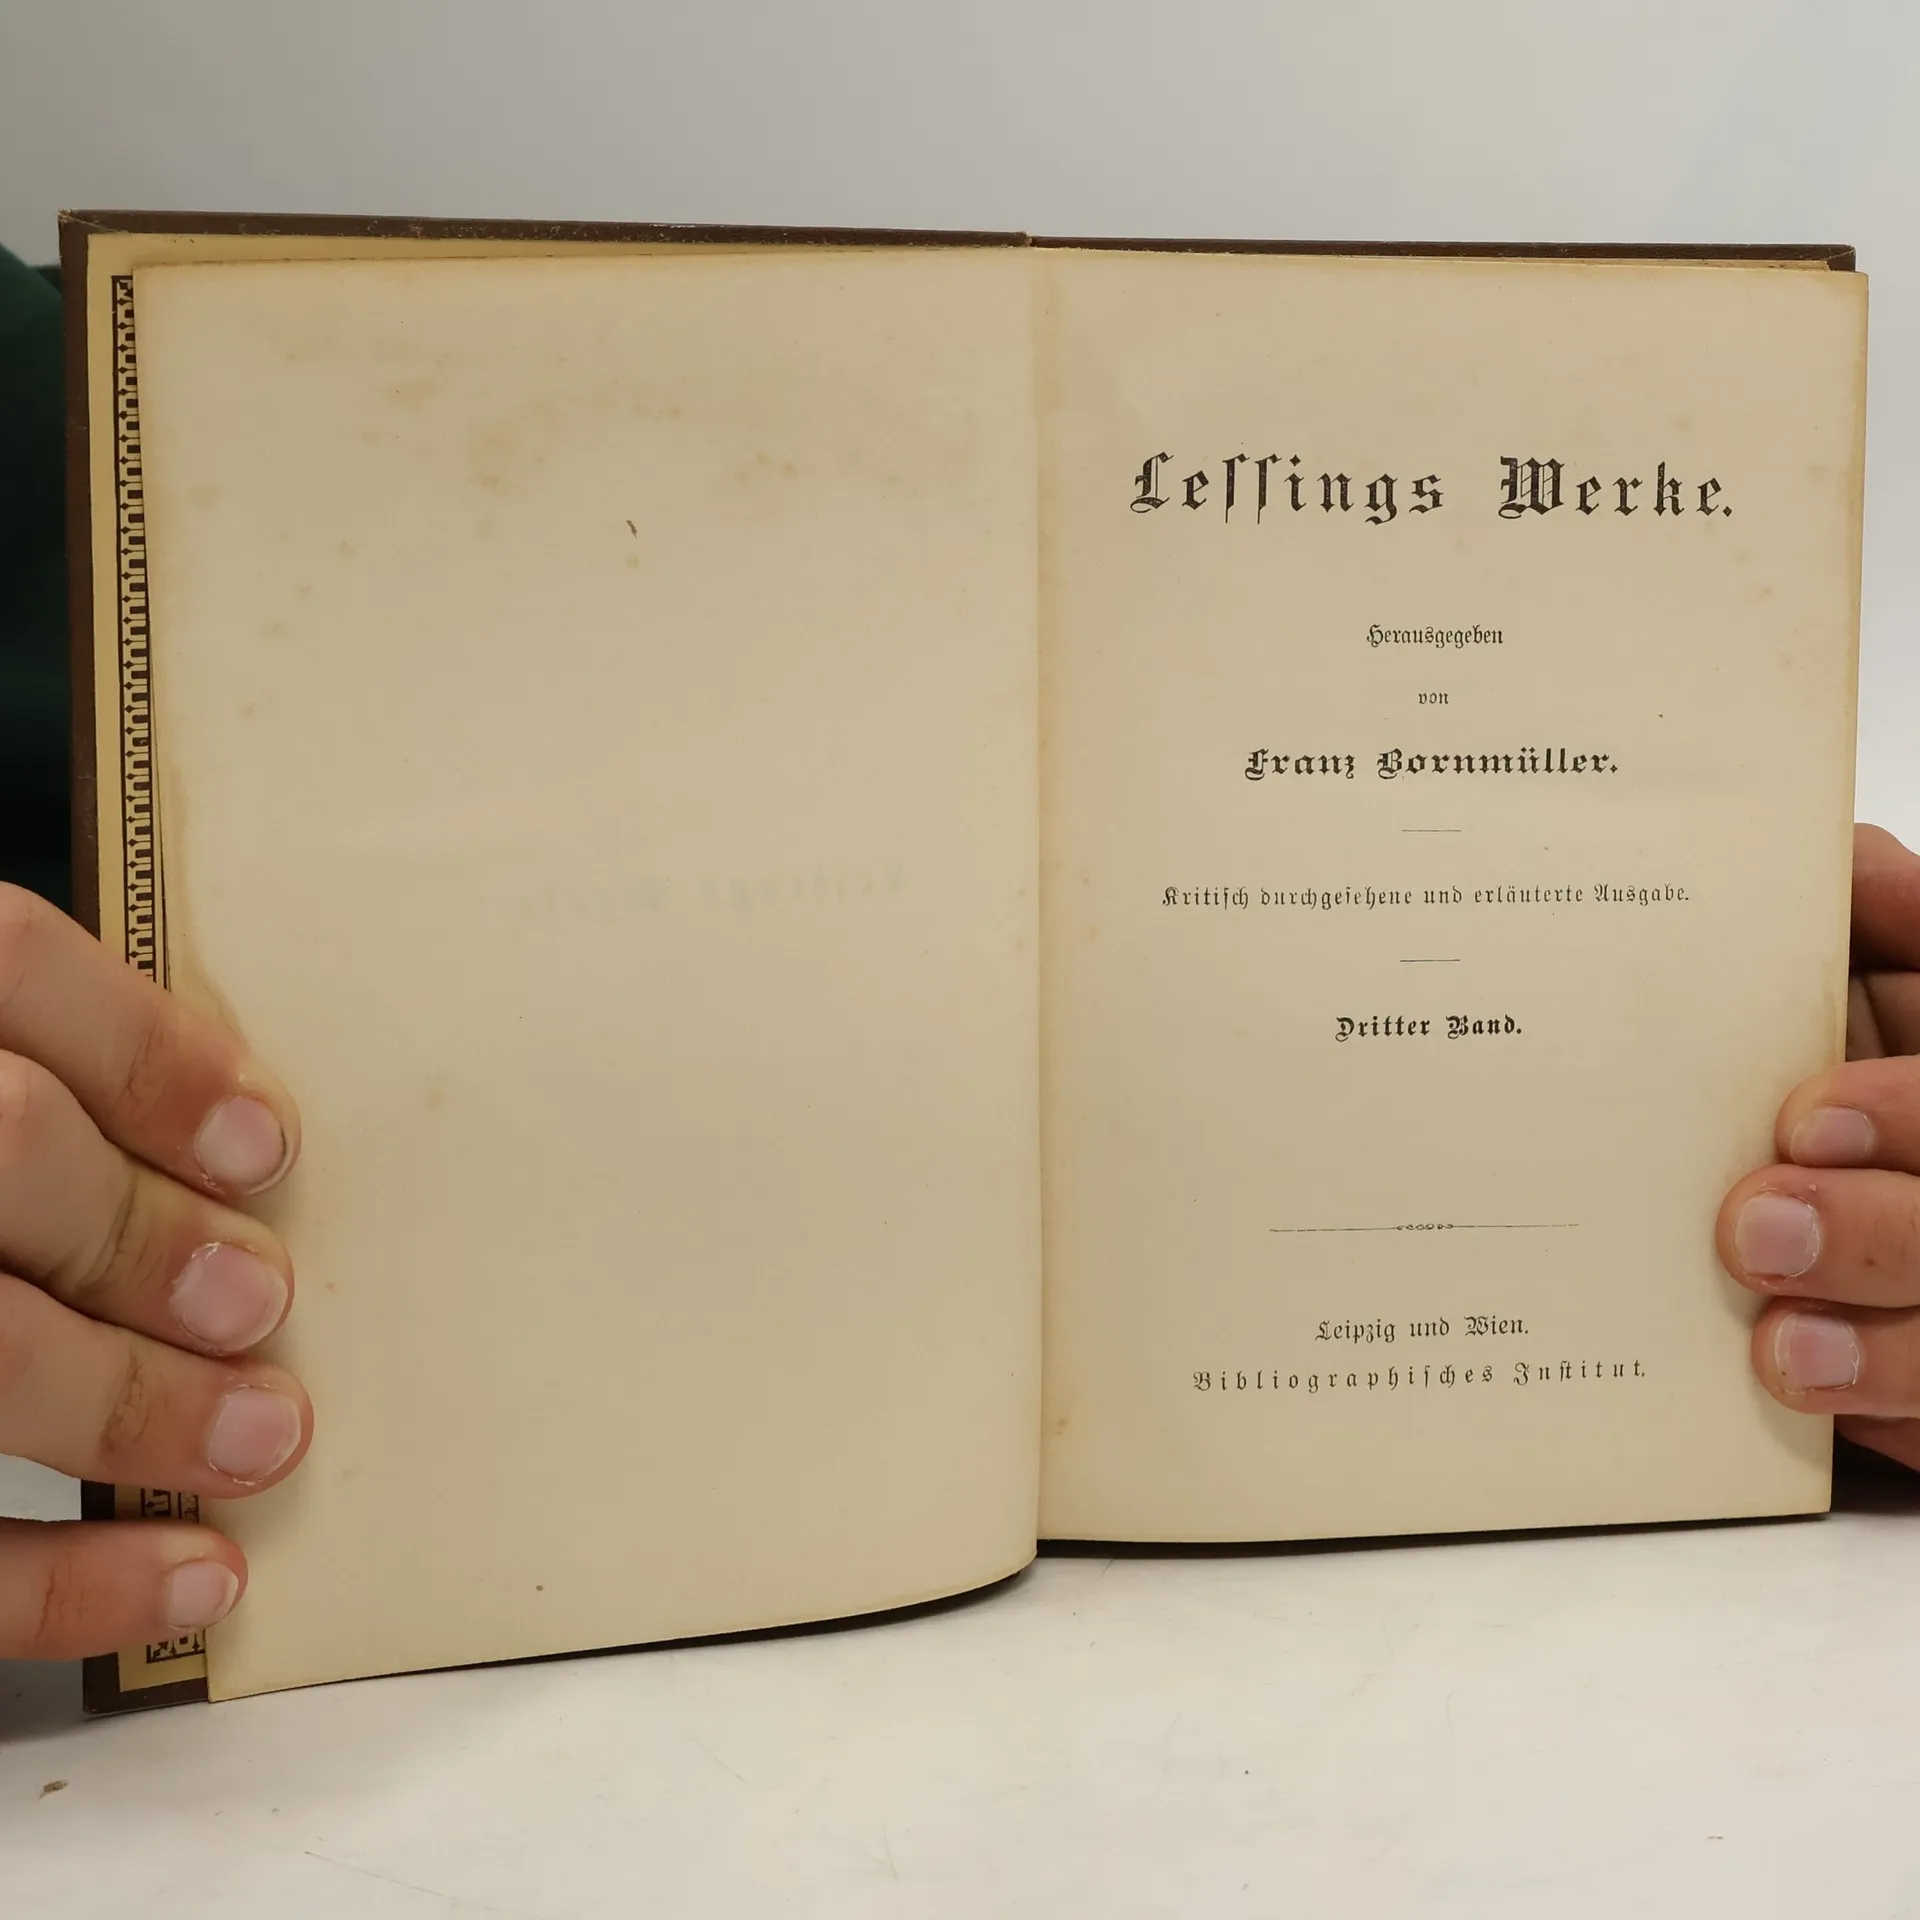 Leſſings Werke.
Herausgegeben
von
Franz Bornmüller.
Kritiſch durchgeſehene und erläuterte Ausgabe.
Dritter Band.
Leipzig und Wien.
Bibliographiſches Inſtitut.